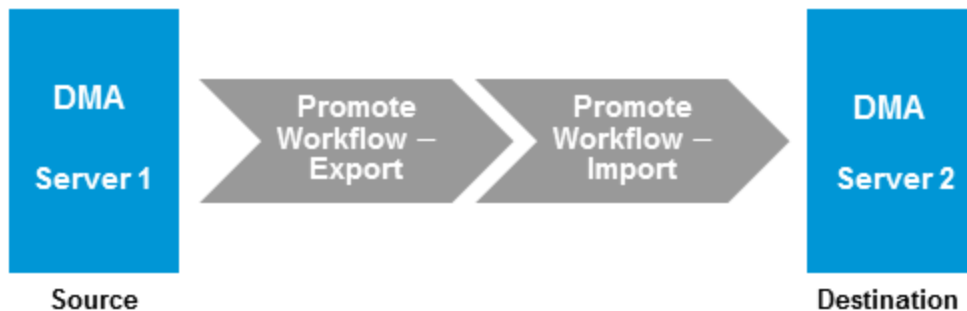 DMA
Server 1
Source
Promote
Workflow –
Export
Promote
Workflow –
Import
DMA
Server 2
Destination